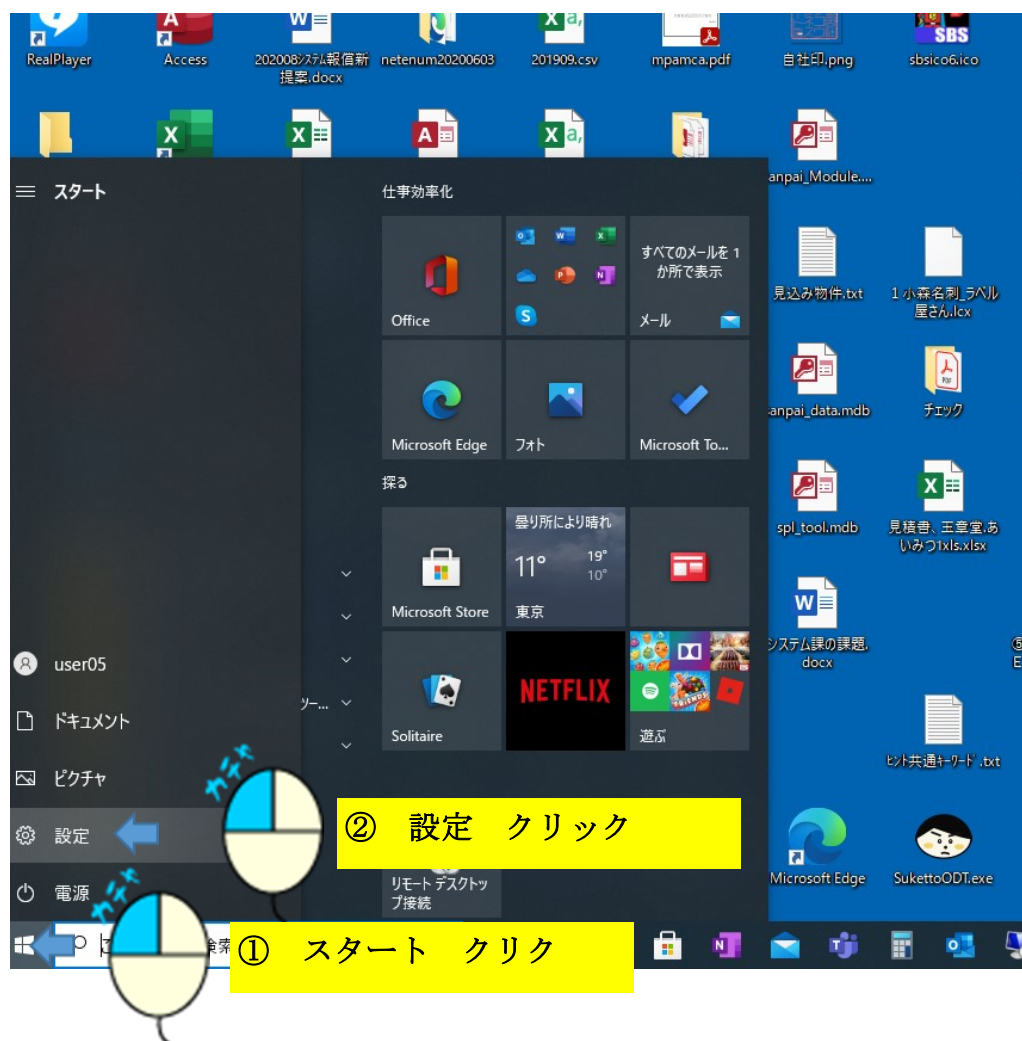 RealPlayer
Access
202008システム報償新
提案.docx
netenum20200603
201909.csv
mpamca.pdf
自社印.png
SBS
sbsico6.ico
スタート
仕事効率化
anpai_Module....
Office
すべてのメールを 1
か所で表示
メール
見込み物件.txt
1 小森名刺_ラベル
屋さん.lcx
Microsoft Edge
フォト
Microsoft To...
anpai_data.mdb
チェック
探る
曇り所により晴れ
11°
19°
10°
東京
Microsoft Store
spl_tool.mdb
見積書、王章堂.あ
いみつ1xls.xlsx
user05
システム課の課題.
docx
ドキュメント
ツー...
NETFLIX
Solitaire
遊ぶ
ピクチャ
ヒント共通キーワード.txt
カチャ
設定
② 設定 クリック
電源
カチャ
リモート デスクトッ
プ接続
Microsoft Edge
SukettoODT.exe
① スタート クリク